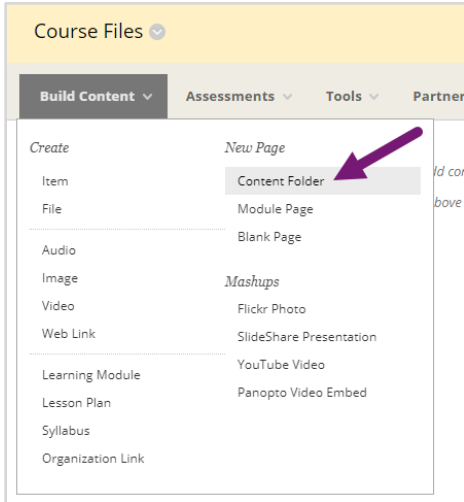 Course Files
Build Content
Assessments
Tools
Partner
Create
Item
File
Audio
Image
Video
Web Link
Learning Module
Lesson Plan
Syllabus
Organization Link
New Page
Content Folder
Module Page
Blank Page
Mashups
Flickr Photo
SlideShare Presentation
YouTube Video
Panopto Video Embed
bove